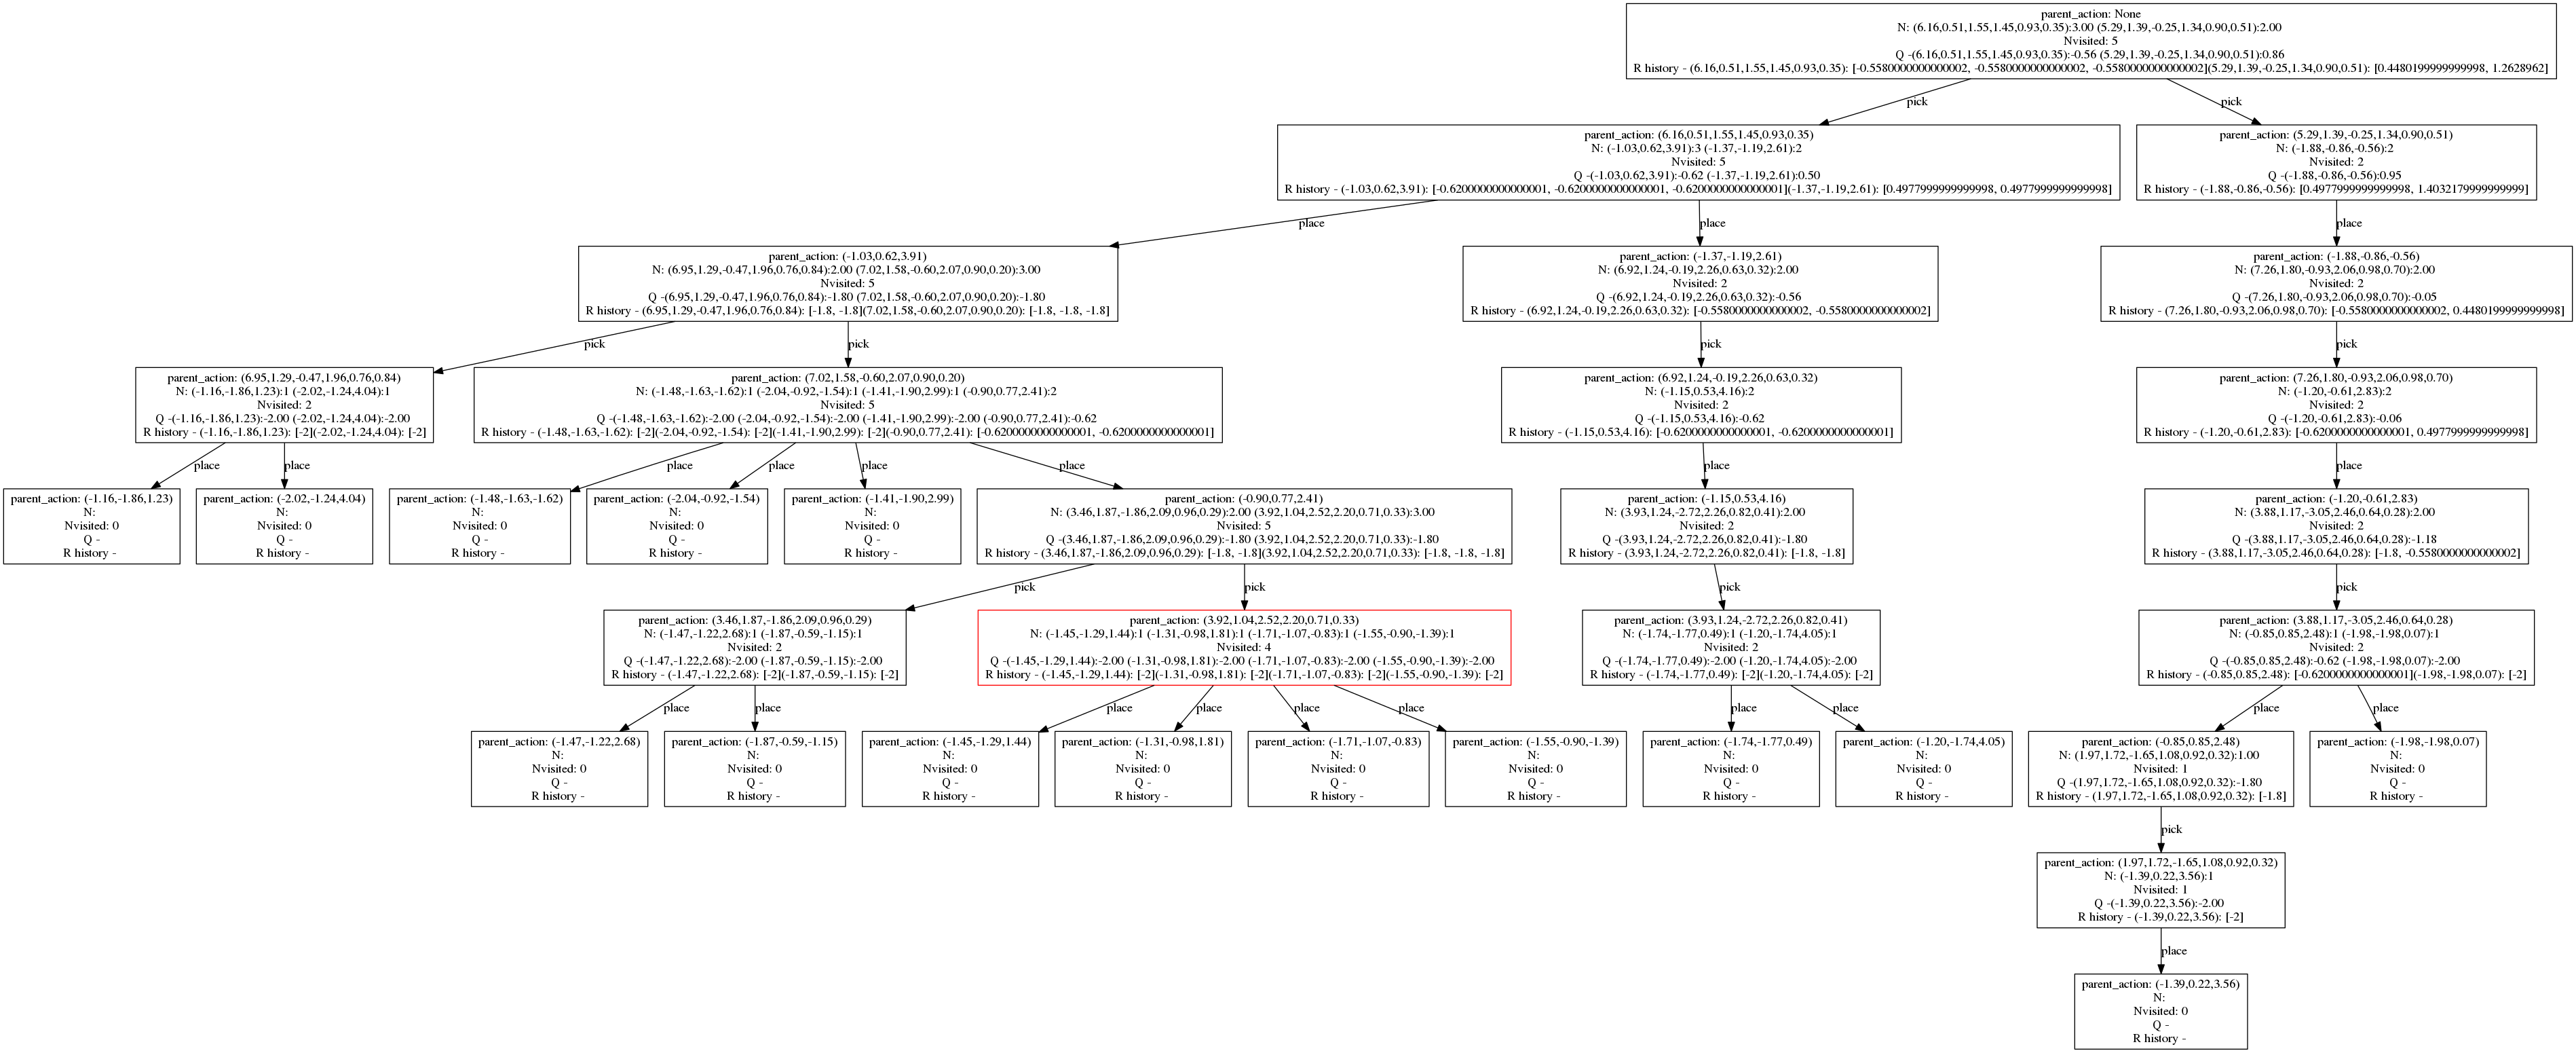 parent_action: None
N: (6.16,0.51,1.55,1.45,0.93,0.35):3.00 (5.29,1.39,-0.25,1.34,0.90,0.51):2.00
Nvisited: 5
Q -(6.16,0.51,1.55,1.45,0.93,0.35):-0.56 (5.29,1.39,-0.25,1.34,0.90,0.51):0.86
R history - (6.16,0.51,1.55,1.45,0.93,0.35): [-0.5580000000000002, -0.5580000000000002, -0.5580000000000002](5.29,1.39,-0.25,1.34,0.90,0.51): [0.4480199999999998, 1.2628962]
pick
pick
parent_action: (6.16,0.51,1.55,1.45,0.93,0.35)
N: (-1.03,0.62,3.91):3 (-1.37,-1.19,2.61):2
Nvisited: 5
Q -(-1.03,0.62,3.91):-0.62 (-1.37,-1.19,2.61):0.50
R history - (-1.03,0.62,3.91): [-0.6200000000000001, -0.6200000000000001, -0.6200000000000001](-1.37,-1.19,2.61): [0.4977999999999998, 0.4977999999999998]
parent_action: (5.29,1.39,-0.25,1.34,0.90,0.51)
N: (-1.88,-0.86,-0.56):2
Nvisited: 2
Q -(-1.88,-0.86,-0.56):0.95
R history - (-1.88,-0.86,-0.56): [0.4977999999999998, 1.4032179999999999]
place
place
place
parent_action: (-1.03,0.62,3.91)
N: (6.95,1.29,-0.47,1.96,0.76,0.84):2.00 (7.02,1.58,-0.60,2.07,0.90,0.20):3.00
Nvisited: 5
Q -(6.95,1.29,-0.47,1.96,0.76,0.84):-1.80 (7.02,1.58,-0.60,2.07,0.90,0.20):-1.80
R history - (6.95,1.29,-0.47,1.96,0.76,0.84): [-1.8, -1.8](7.02,1.58,-0.60,2.07,0.90,0.20): [-1.8, -1.8, -1.8]
parent_action: (-1.37,-1.19,2.61)
N: (6.92,1.24,-0.19,2.26,0.63,0.32):2.00
Nvisited: 2
Q -(6.92,1.24,-0.19,2.26,0.63,0.32):-0.56
R history - (6.92,1.24,-0.19,2.26,0.63,0.32): [-0.5580000000000002, -0.5580000000000002]
parent_action: (-1.88,-0.86,-0.56)
N: (7.26,1.80,-0.93,2.06,0.98,0.70):2.00
Nvisited: 2
Q -(7.26,1.80,-0.93,2.06,0.98,0.70):-0.05
R history - (7.26,1.80,-0.93,2.06,0.98,0.70): [-0.5580000000000002, 0.4480199999999998]
pick
pick
pick
pick
parent_action: (6.95,1.29,-0.47,1.96,0.76,0.84)
N: (-1.16,-1.86,1.23):1 (-2.02,-1.24,4.04):1
Nvisited: 2
Q -(-1.16,-1.86,1.23):-2.00 (-2.02,-1.24,4.04):-2.00
R history - (-1.16,-1.86,1.23): [-2](-2.02,-1.24,4.04): [-2]
parent_action: (7.02,1.58,-0.60,2.07,0.90,0.20)
N: (-1.48,-1.63,-1.62):1 (-2.04,-0.92,-1.54):1 (-1.41,-1.90,2.99):1 (-0.90,0.77,2.41):2
Nvisited: 5
Q -(-1.48,-1.63,-1.62):-2.00 (-2.04,-0.92,-1.54):-2.00 (-1.41,-1.90,2.99):-2.00 (-0.90,0.77,2.41):-0.62
R history - (-1.48,-1.63,-1.62): [-2](-2.04,-0.92,-1.54): [-2](-1.41,-1.90,2.99): [-2](-0.90,0.77,2.41): [-0.6200000000000001, -0.6200000000000001]
parent_action: (6.92,1.24,-0.19,2.26,0.63,0.32)
N: (-1.15,0.53,4.16):2
Nvisited: 2
Q -(-1.15,0.53,4.16):-0.62
R history - (-1.15,0.53,4.16): [-0.6200000000000001, -0.6200000000000001]
parent_action: (7.26,1.80,-0.93,2.06,0.98,0.70)
N: (-1.20,-0.61,2.83):2
Nvisited: 2
Q -(-1.20,-0.61,2.83):-0.06
R history - (-1.20,-0.61,2.83): [-0.6200000000000001, 0.4977999999999998]
place
place
place
place
place
place
place
place
parent_action: (-1.16,-1.86,1.23)
N:
Nvisited: 0
Q -
R history -
parent_action: (-2.02,-1.24,4.04)
N:
Nvisited: 0
Q -
R history -
parent_action: (-1.48,-1.63,-1.62)
N:
Nvisited: 0
Q -
R history -
parent_action: (-2.04,-0.92,-1.54)
N:
Nvisited: 0
Q -
R history -
parent_action: (-1.41,-1.90,2.99)
N:
Nvisited: 0
Q -
R history -
parent_action: (-0.90,0.77,2.41)
N: (3.46,1.87,-1.86,2.09,0.96,0.29):2.00 (3.92,1.04,2.52,2.20,0.71,0.33):3.00
Nvisited: 5
Q -(3.46,1.87,-1.86,2.09,0.96,0.29):-1.80 (3.92,1.04,2.52,2.20,0.71,0.33):-1.80
R history - (3.46,1.87,-1.86,2.09,0.96,0.29): [-1.8, -1.8](3.92,1.04,2.52,2.20,0.71,0.33): [-1.8, -1.8, -1.8]
parent_action: (-1.15,0.53,4.16)
N: (3.93,1.24,-2.72,2.26,0.82,0.41):2.00
Nvisited: 2
Q -(3.93,1.24,-2.72,2.26,0.82,0.41):-1.80
R history - (3.93,1.24,-2.72,2.26,0.82,0.41): [-1.8, -1.8]
parent_action: (-1.20,-0.61,2.83)
N: (3.88,1.17,-3.05,2.46,0.64,0.28):2.00
Nvisited: 2
Q -(3.88,1.17,-3.05,2.46,0.64,0.28):-1.18
R history - (3.88,1.17,-3.05,2.46,0.64,0.28): [-1.8, -0.5580000000000002]
pick
pick
pick
pick
parent_action: (3.46,1.87,-1.86,2.09,0.96,0.29)
N: (-1.47,-1.22,2.68):1 (-1.87,-0.59,-1.15):1
Nvisited: 2
Q -(-1.47,-1.22,2.68):-2.00 (-1.87,-0.59,-1.15):-2.00
R history - (-1.47,-1.22,2.68): [-2](-1.87,-0.59,-1.15): [-2]
parent_action: (3.92,1.04,2.52,2.20,0.71,0.33)
N: (-1.45,-1.29,1.44):1 (-1.31,-0.98,1.81):1 (-1.71,-1.07,-0.83):1 (-1.55,-0.90,-1.39):1
Nvisited: 4
Q -(-1.45,-1.29,1.44):-2.00 (-1.31,-0.98,1.81):-2.00 (-1.71,-1.07,-0.83):-2.00 (-1.55,-0.90,-1.39):-2.00
R history - (-1.45,-1.29,1.44): [-2](-1.31,-0.98,1.81): [-2](-1.71,-1.07,-0.83): [-2](-1.55,-0.90,-1.39): [-2]
parent_action: (3.93,1.24,-2.72,2.26,0.82,0.41)
N: (-1.74,-1.77,0.49):1 (-1.20,-1.74,4.05):1
Nvisited: 2
Q -(-1.74,-1.77,0.49):-2.00 (-1.20,-1.74,4.05):-2.00
R history - (-1.74,-1.77,0.49): [-2](-1.20,-1.74,4.05): [-2]
parent_action: (3.88,1.17,-3.05,2.46,0.64,0.28)
N: (-0.85,0.85,2.48):1 (-1.98,-1.98,0.07):1
Nvisited: 2
Q -(-0.85,0.85,2.48):-0.62 (-1.98,-1.98,0.07):-2.00
R history - (-0.85,0.85,2.48): [-0.6200000000000001](-1.98,-1.98,0.07): [-2]
place
place
place
place
place
place
place
place
place
place
parent_action: (-1.47,-1.22,2.68)
N:
Nvisited: 0
Q -
R history -
parent_action: (-1.87,-0.59,-1.15)
N:
Nvisited: 0
Q -
R history -
parent_action: (-1.45,-1.29,1.44)
N:
Nvisited: 0
Q -
R history -
parent_action: (-1.31,-0.98,1.81)
N:
Nvisited: 0
Q -
R history -
parent_action: (-1.71,-1.07,-0.83)
N:
Nvisited: 0
Q -
R history -
parent_action: (-1.55,-0.90,-1.39)
N:
Nvisited: 0
Q -
R history -
parent_action: (-1.74,-1.77,0.49)
N:
Nvisited: 0
Q -
R history -
parent_action: (-1.20,-1.74,4.05)
N:
Nvisited: 0
Q -
R history -
parent_action: (-0.85,0.85,2.48)
N: (1.97,1.72,-1.65,1.08,0.92,0.32):1.00
Nvisited: 1
Q -(1.97,1.72,-1.65,1.08,0.92,0.32):-1.80
R history - (1.97,1.72,-1.65,1.08,0.92,0.32): [-1.8]
parent_action: (-1.98,-1.98,0.07)
N:
Nvisited: 0
Q -
R history -
pick
parent_action: (1.97,1.72,-1.65,1.08,0.92,0.32)
N: (-1.39,0.22,3.56):1
Nvisited: 1
Q -(-1.39,0.22,3.56):-2.00
R history - (-1.39,0.22,3.56): [-2]
place
parent_action: (-1.39,0.22,3.56)
N:
Nvisited: 0
Q -
R history -